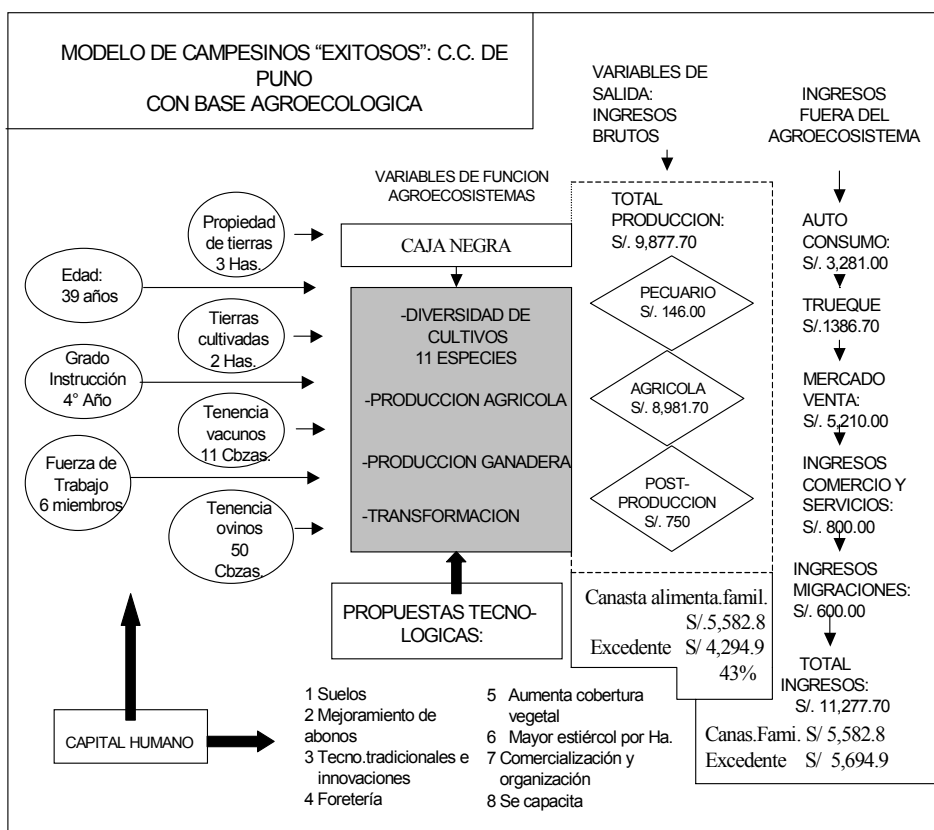 MODELO DE CAMPESINOS “EXITOSOS”: C.C. DE
PUNO
CON BASE AGROECOLOGICA
VARIABLES DE
SALIDA:
INGRESOS
BRUTOS
INGRESOS
FUERA DEL
AGROECOSISTEMA
VARIABLES DE FUNCION
AGROECOSISTEMAS
Propiedad
de tierras
3 Has.
Edad:
39 años
Tierras
cultivadas
2 Has.
Grado
Instrucción
4° Año
Tenencia
vacunos
11 Cbzas.
Fuerza de
Trabajo
6 miembros
Tenencia
ovinos
50
Cbzas.
CAJA NEGRA
-DIVERSIDAD DE
CULTIVOS
11 ESPECIES
-PRODUCCION AGRICOLA
-PRODUCCION GANADERA
-TRANSFORMACION
TOTAL
PRODUCCION:
S/. 9,877.70
PECUARIO
S/. 146.00
AGRICOLA
S/. 8,981.70
POST-
PRODUCCION
S/. 750
AUTO
CONSUMO:
S/. 3,281.00
TRUEQUE
S/.1386.70
MERCADO
VENTA:
S/. 5,210.00
INGRESOS
COMERCIO Y
SERVICIOS:
S/. 800.00
INGRESOS
MIGRACIONES:
S/. 600.00
TOTAL
INGRESOS:
S/. 11,277.70
Canasta alimenta.famil.
S/.5,582.8
Excedente S/ 4,294.9
43%
Canas.Fami. S/ 5,582.8
Excedente S/ 5,694.9
PROPUESTAS TECNO-
LOGICAS:
CAPITAL HUMANO
1 Suelos
2 Mejoramiento de
abonos
3 Tecno.tradicionales e
innovaciones
4 Foretería
5 Aumenta cobertura
vegetal
6 Mayor estiércol por Ha.
7 Comercialización y
organización
8 Se capacita